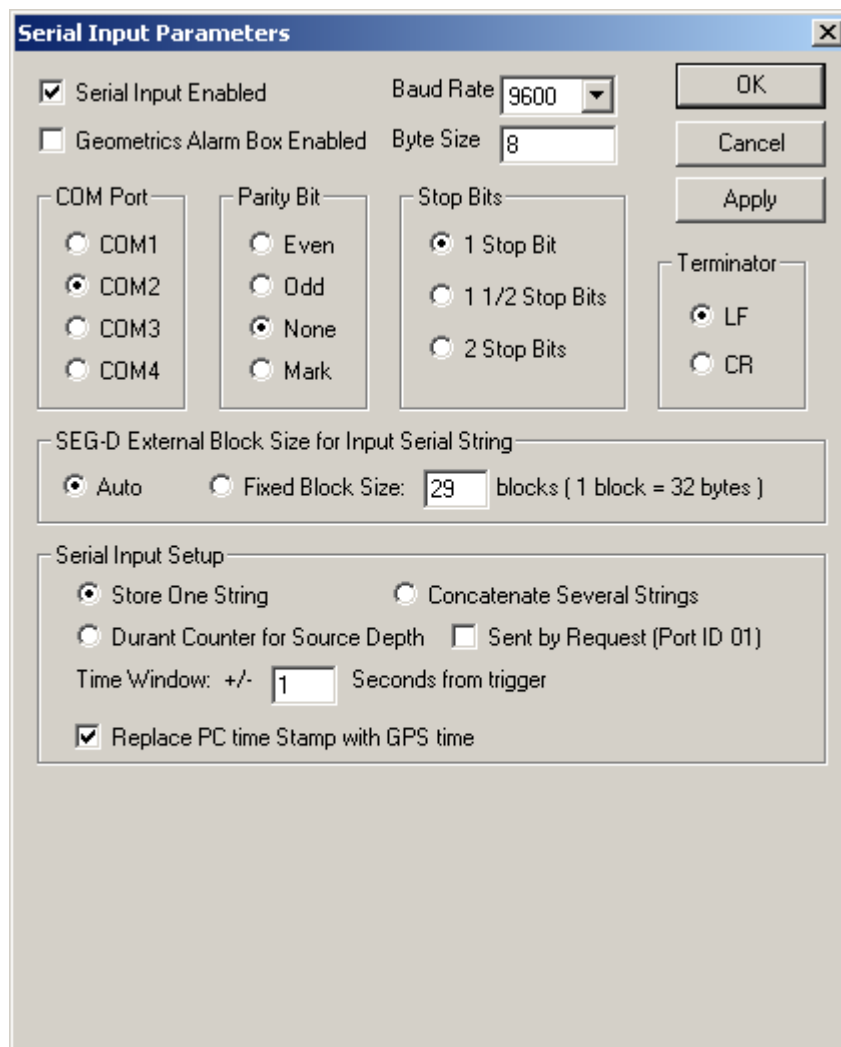 Serial Input Parameters
Serial Input Enabled
Baud Rate 9600
OK
Geometrics Alarm Box Enabled
Byte Size 8
Cancel
Apply
COM Port
COM1
COM2
COM3
COM4
Parity Bit
Even
Odd
None
Mark
Stop Bits
1 Stop Bit
1 1/2 Stop Bits
2 Stop Bits
Terminator
LF
CR
SEG-D External Block Size for Input Serial String
Auto Fixed Block Size: 29 blocks ( 1 block = 32 bytes )
Serial Input Setup
Store One String Concatenate Several Strings
Durant Counter for Source Depth Sent by Request (Port ID 01)
Time Window: +/- 1 Seconds from trigger
Replace PC time Stamp with GPS time